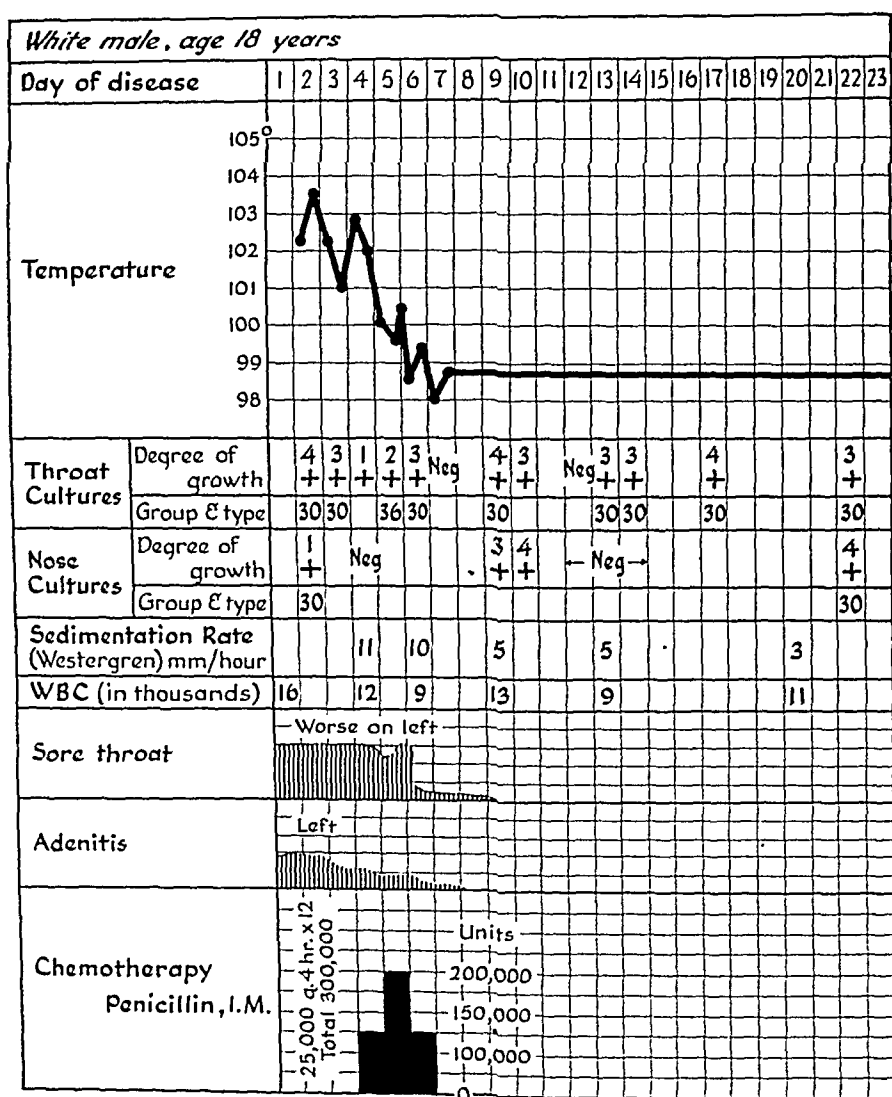 White male, age 18 years
Day of disease 1 2 3 4 5 6 7 8 9 10 11 12 13 14 15 16 17 18 19 20 21 22 23
Temperature
105°
104
103
102
101
100
99
98
Throat Cultures
Degree of growth 4+ 3+ 1+ 2+ 3+ Neg 4+ 3+ Neg 3+ 3+ 4+ 3+
Group & type 30 30 36 30 30 30 30 30 30
Nose Cultures
Degree of growth 1+ Neg 3+ 4+ ←Neg→ 4+
Group & type 30 30
Sedimentation Rate
(Westergren) mm/hour 11 10 5 5 3
WBC (in thousands) 16 12 9 13 9 11
Sore throat
Worse on left
Adenitis
Left
Chemotherapy
Penicillin, I.M.
25,000 q.4 hr. x 12
Total 300,000
Units
200,000
150,000
100,000
0